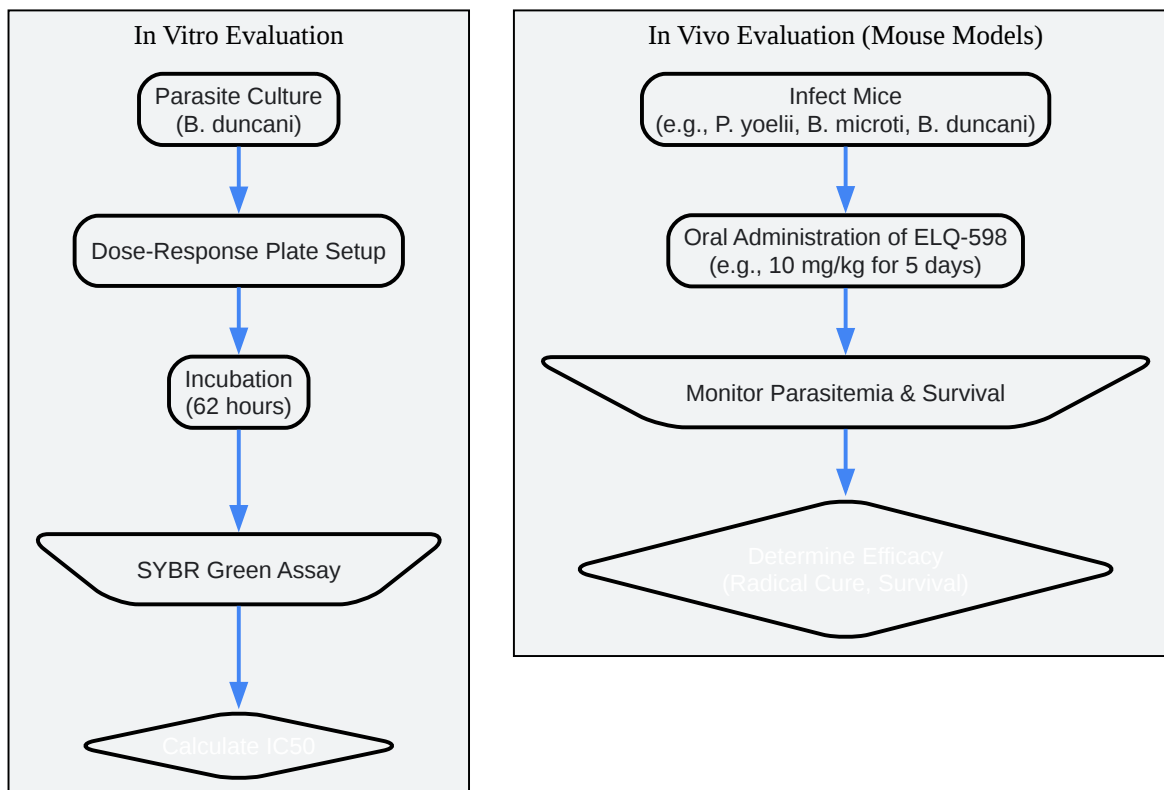 In Vitro Evaluation
Parasite Culture
(B. duncani)
Dose-Response Plate Setup
Incubation
(62 hours)
SYBR Green Assay
Calculate IC50
In Vivo Evaluation (Mouse Models)
Infect Mice
(e.g., P. yoelii, B. microti, B. duncani)
Oral Administration of ELQ-598
(e.g., 10 mg/kg for 5 days)
Monitor Parasitemia & Survival
Determine Efficacy
(Radical Cure, Survival)